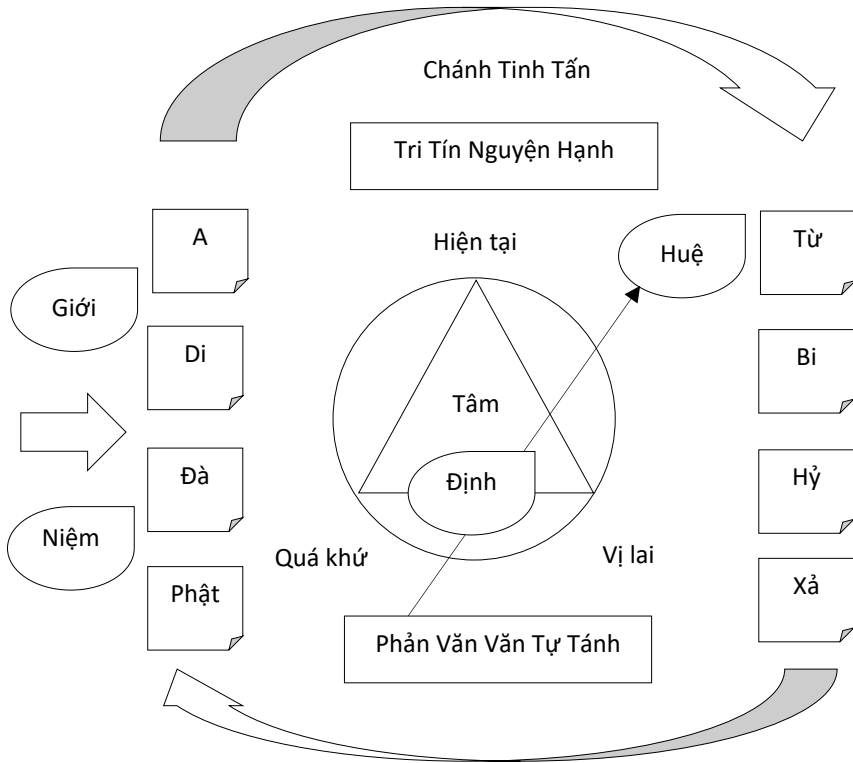 Chánh Tinh Tấn
Tri Tín Nguyện Hạnh
A
Hiện tại
Huệ
Từ
Giới
Di
Bi
Tâm
Đà
Định
Hỷ
Niệm
Quá khứ
Vị lai
Phật
Xả
Phản Văn Văn Tự Tánh